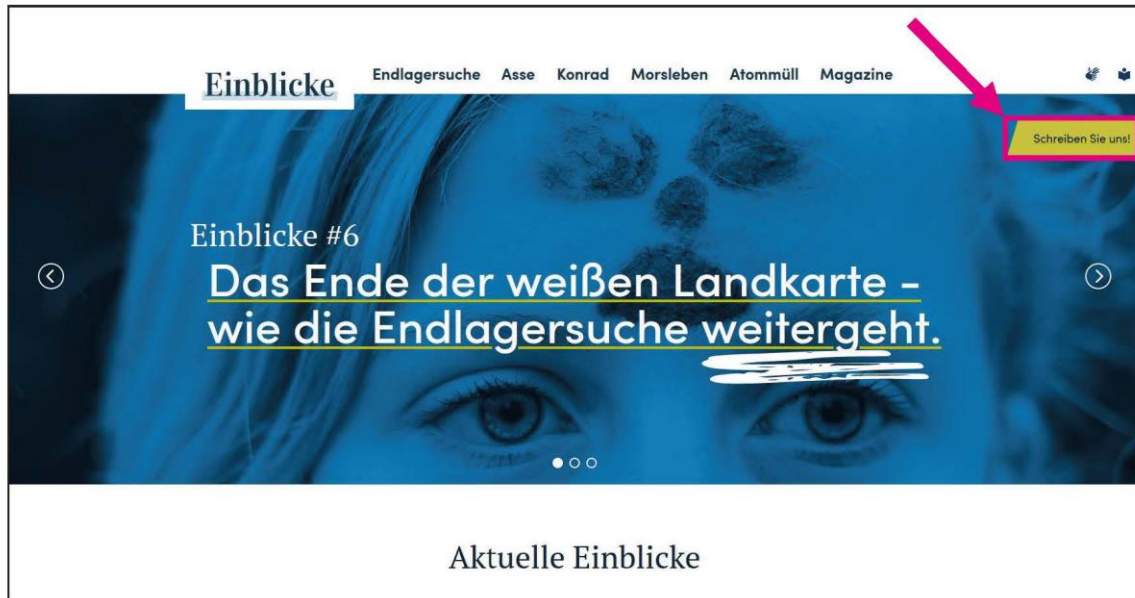 Einblicke
Endlagersuche Asse Konrad Morsleben Atommüll Magazine
Schreiben Sie uns!
Einblicke #6
Das Ende der weißen Landkarte -
wie die Endlagersuche weitergeht.
Aktuelle Einblicke